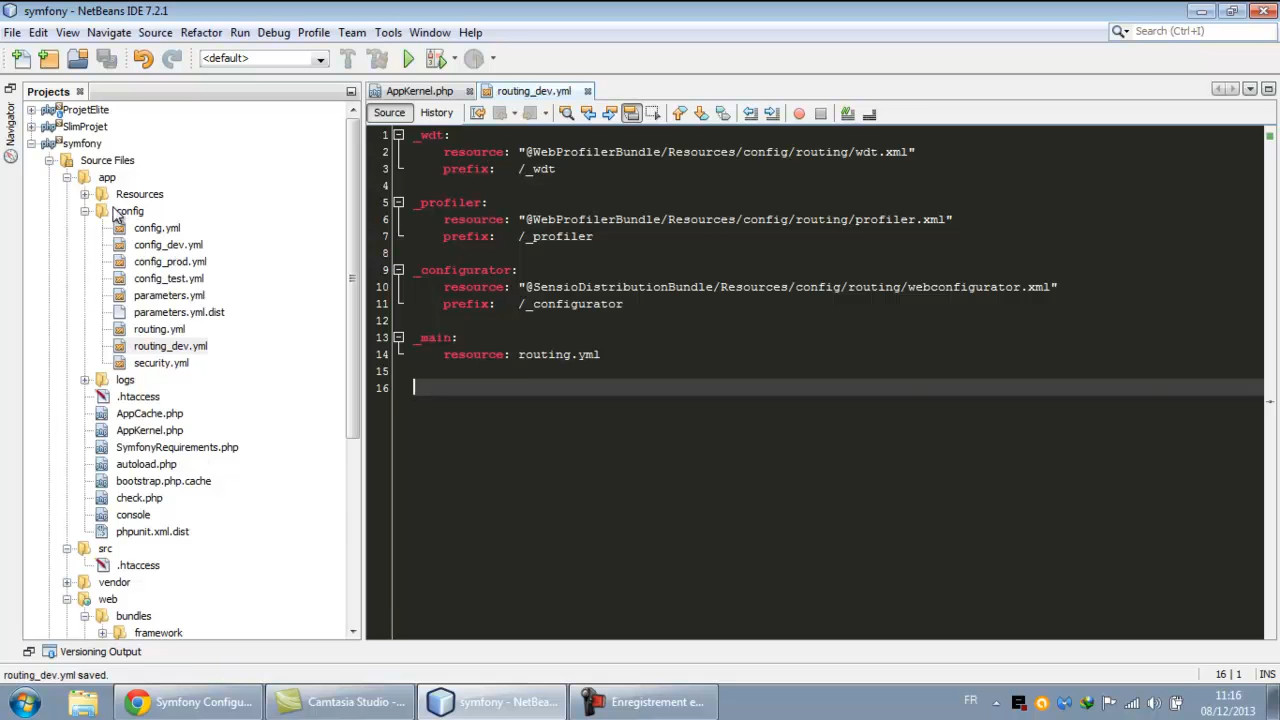 symfony - NetBeans IDE 7.2.1
File Edit View Navigate Source Refactor Run Debug Profile Team Tools Window Help
Search (Ctrl+I)
<default>
Projects
AppKernel.php
routing_dev.yml
Navigator
Source
History
ProjetElite
SlimProjet
symfony
Source Files
app
Resources
config
config.yml
config_dev.yml
config_prod.yml
config_test.yml
parameters.yml
parameters.yml.dist
routing.yml
routing_dev.yml
security.yml
logs
.htaccess
AppCache.php
AppKernel.php
SymfonyRequirements.php
autoload.php
bootstrap.php.cache
check.php
console
phpunit.xml.dist
src
.htaccess
vendor
web
bundles
framework
1 _wdt:
2 resource: "@WebProfilerBundle/Resources/config/routing/wdt.xml"
3 prefix: /_wdt
4
5 _profiler:
6 resource: "@WebProfilerBundle/Resources/config/routing/profiler.xml"
7 prefix: /_profiler
8
9 _configurator:
10 resource: "@SensioDistributionBundle/Resources/config/routing/webconfigurator.xml"
11 prefix: /_configurator
12
13 _main:
14 resource: routing.yml
15
16
Versioning Output
routing_dev.yml saved.
16 | 1
INS
Symfony Configu...
Camtasia Studio -...
symfony - NetBea...
Enregistrement e...
FR
11:16
08/12/2013